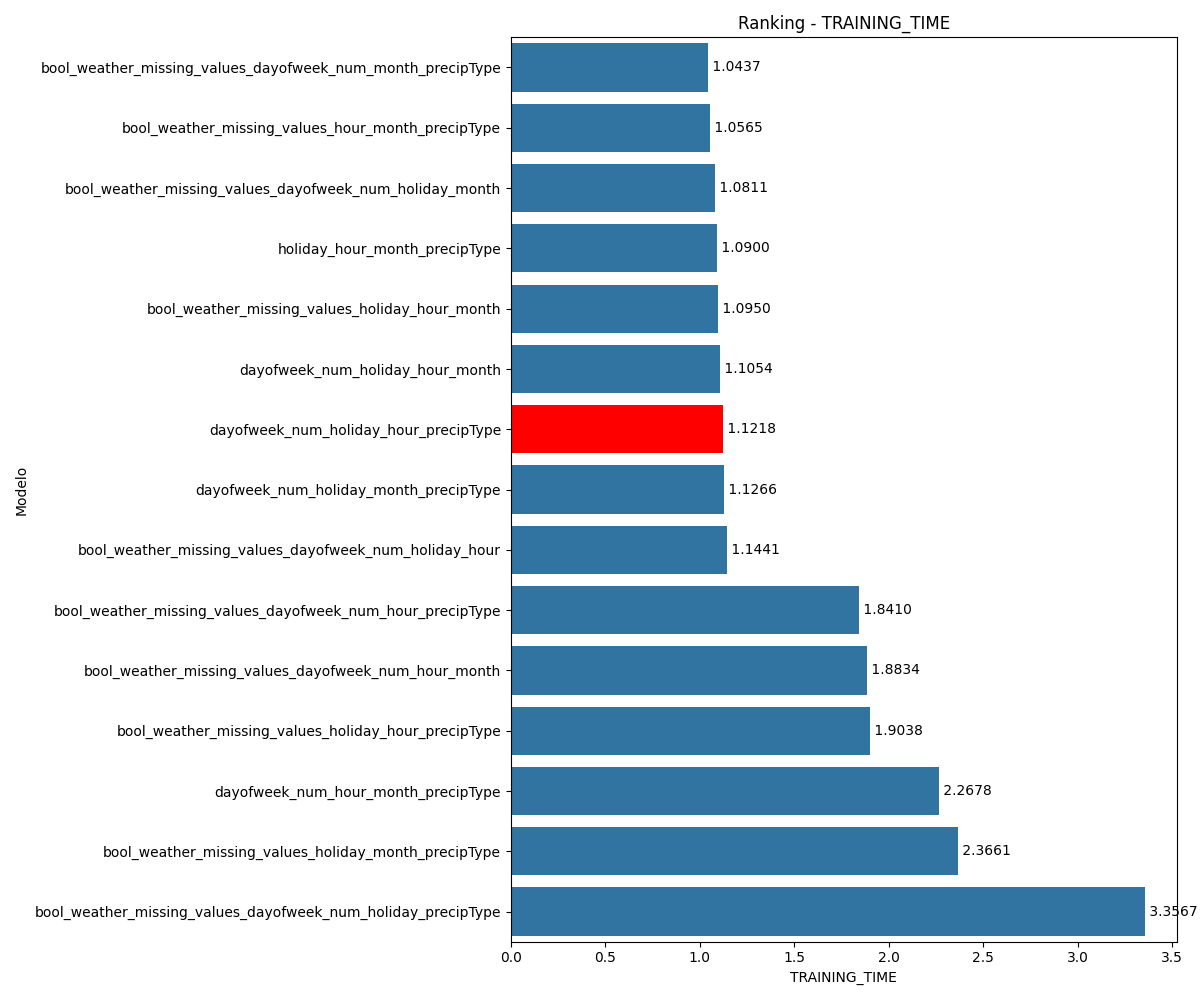 Ranking - TRAINING_TIME
bool_weather_missing_values_dayofweek_num_month_precipType 1.0437
bool_weather_missing_values_hour_month_precipType 1.0565
bool_weather_missing_values_dayofweek_num_holiday_month 1.0811
holiday_hour_month_precipType 1.0900
bool_weather_missing_values_holiday_hour_month 1.0950
dayofweek_num_holiday_hour_month 1.1054
dayofweek_num_holiday_hour_precipType 1.1218
dayofweek_num_holiday_month_precipType 1.1266
bool_weather_missing_values_dayofweek_num_holiday_hour 1.1441
bool_weather_missing_values_dayofweek_num_hour_precipType 1.8410
bool_weather_missing_values_dayofweek_num_hour_month 1.8834
bool_weather_missing_values_holiday_hour_precipType 1.9038
dayofweek_num_hour_month_precipType 2.2678
bool_weather_missing_values_holiday_month_precipType 2.3661
bool_weather_missing_values_dayofweek_num_holiday_precipType 3.3567
Modelo
0.0 0.5 1.0 1.5 2.0 2.5 3.0 3.5
TRAINING_TIME